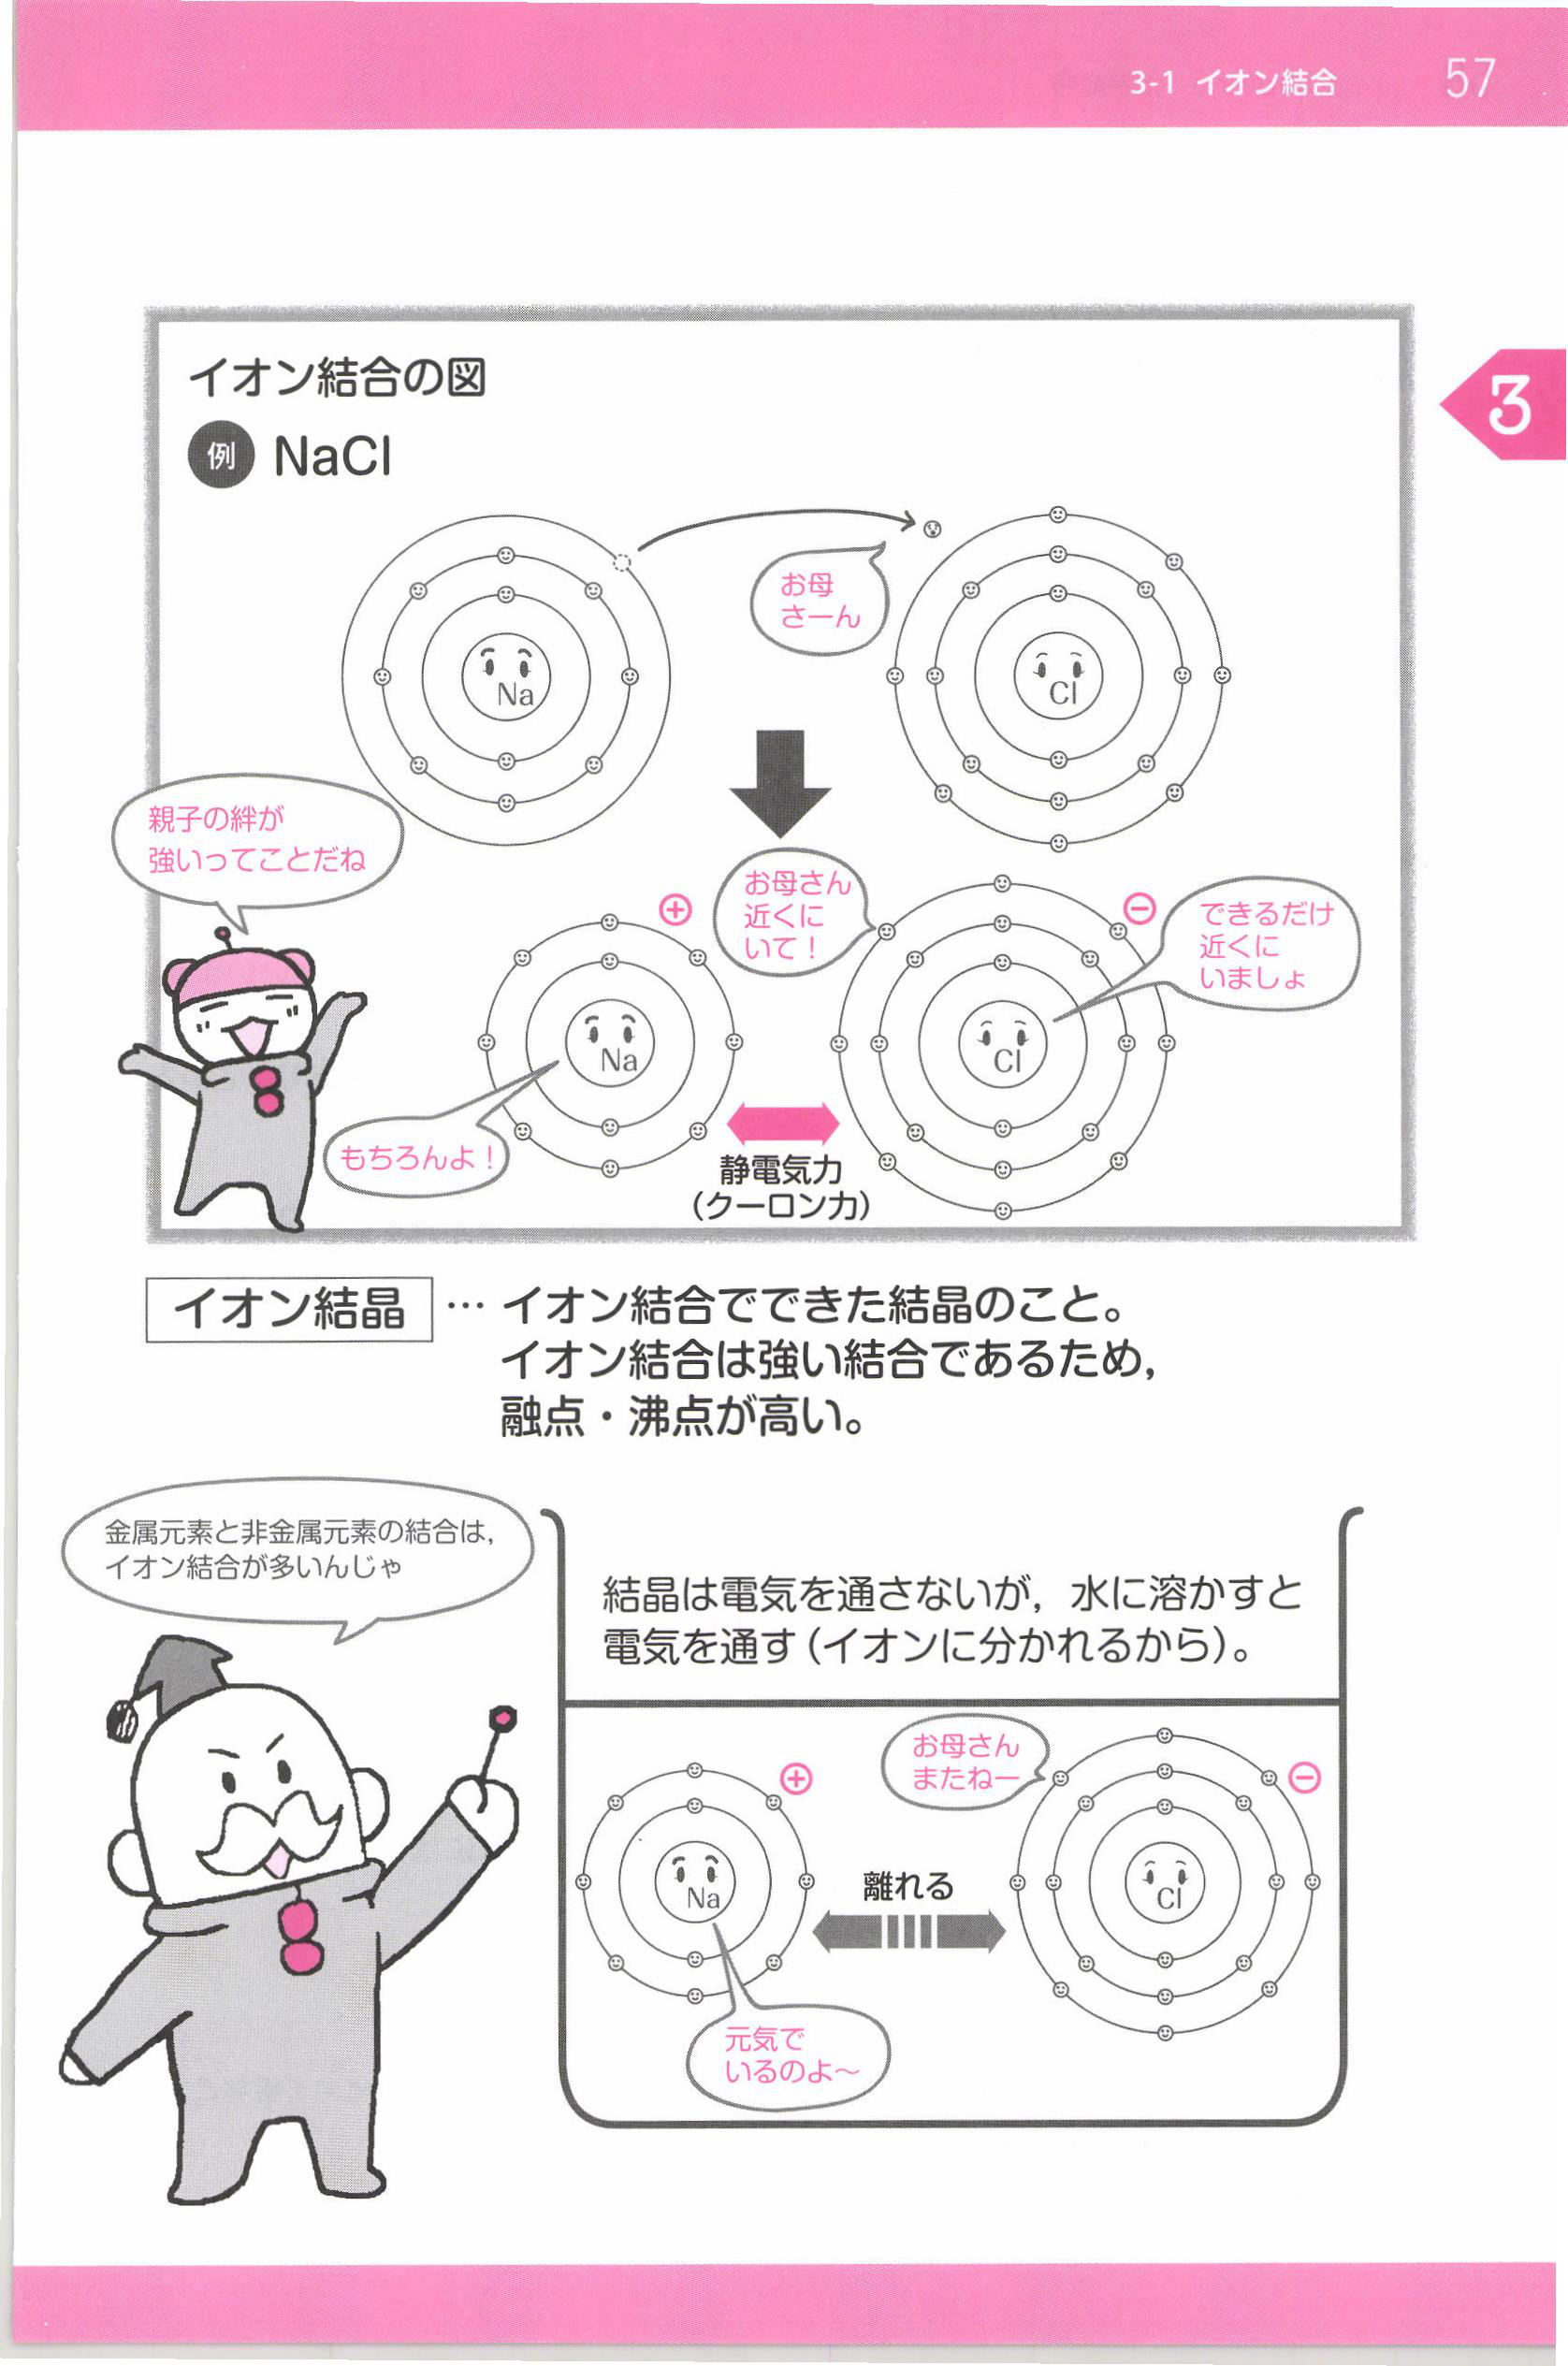 3-1 イオン結合 57
3
イオン結合の図
例 NaCl
お母
さーん
Na
Cl
親子の絆が
強いってことだね
お母さん
近くに
いて!
できるだけ
近くに
いましょ
+
−
Na
Cl
もちろんよ!
静電気力
(クーロン力)
イオン結晶 … イオン結合でできた結晶のこと。
イオン結合は強い結合であるため,
融点・沸点が高い。
金属元素と非金属元素の結合は,
イオン結合が多いんじゃ
結晶は電気を通さないが, 水に溶かすと
電気を通す(イオンに分かれるから)。
お母さん
またねー
+
−
Na
離れる
Cl
元気で
いるのよ〜